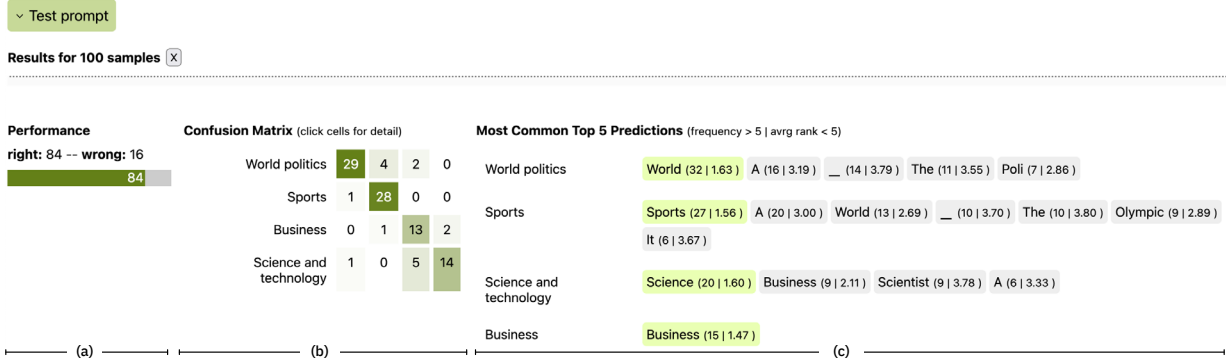 Test prompt
Results for 100 samples X
Performance
right: 84 -- wrong: 16
84
Confusion Matrix (click cells for detail)
World politics 29 4 2 0
Sports 1 28 0 0
Business 0 1 13 2
Science and
technology 1 0 5 14
Most Common Top 5 Predictions (frequency > 5 | avrg rank < 5)
World politics World (32 | 1.63 ) A (16 | 3.19 ) __ (14 | 3.79 ) The (11 | 3.55 ) Poli (7 | 2.86 )
Sports Sports (27 | 1.56 ) A (20 | 3.00 ) World (13 | 2.69 ) __ (10 | 3.70 ) The (10 | 3.80 ) Olympic (9 | 2.89 )
It (6 | 3.67 )
Science and Science (20 | 1.60 ) Business (9 | 2.11 ) Scientist (9 | 3.78 ) A (6 | 3.33 )
technology
Business Business (15 | 1.47 )
(a) (b) (c)